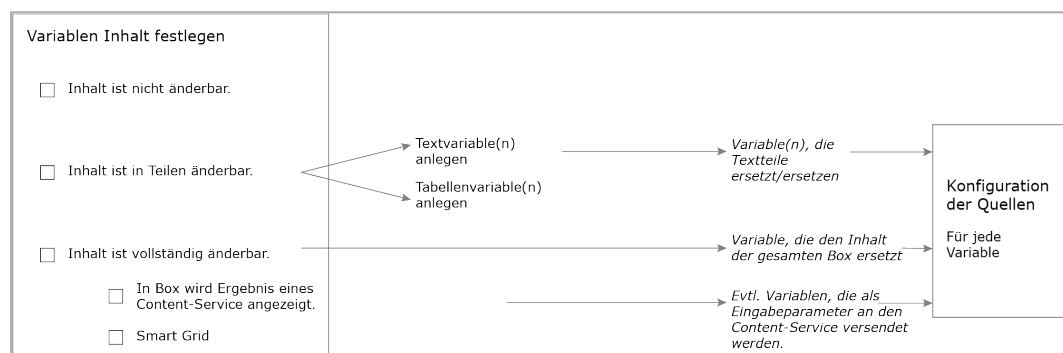 Variablen Inhalt festlegen
Inhalt ist nicht änderbar.
Inhalt ist in Teilen änderbar.
Textvariable(n)
anlegen
Tabellenvariable(n)
anlegen
Variable(n), die
Textteile
ersetzt/ersetzen
Konfiguration
der Quellen
Für jede
Variable
Inhalt ist vollständig änderbar.
Variable, die den Inhalt
der gesamten Box ersetzt
In Box wird Ergebnis eines
Content-Service angezeigt.
Evtl. Variablen, die als
Eingabeparameter an den
Content-Service versendet
werden.
Smart Grid